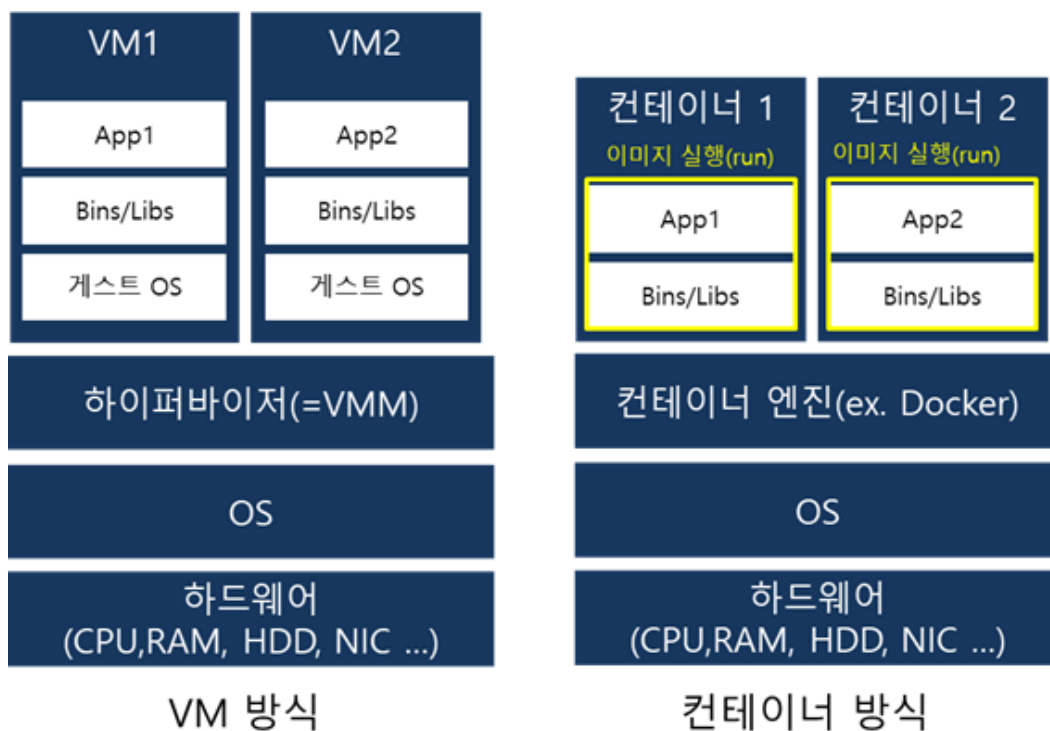 VM1
App1
Bins/Libs
게스트 OS
VM2
App2
Bins/Libs
게스트 OS
하이퍼바이저(=VMM)
OS
하드웨어
(CPU,RAM, HDD, NIC ...)
VM 방식
컨테이너 1
이미지 실행(run)
App1
Bins/Libs
컨테이너 2
이미지 실행(run)
App2
Bins/Libs
컨테이너 엔진(ex. Docker)
OS
하드웨어
(CPU,RAM, HDD, NIC ...)
컨테이너 방식